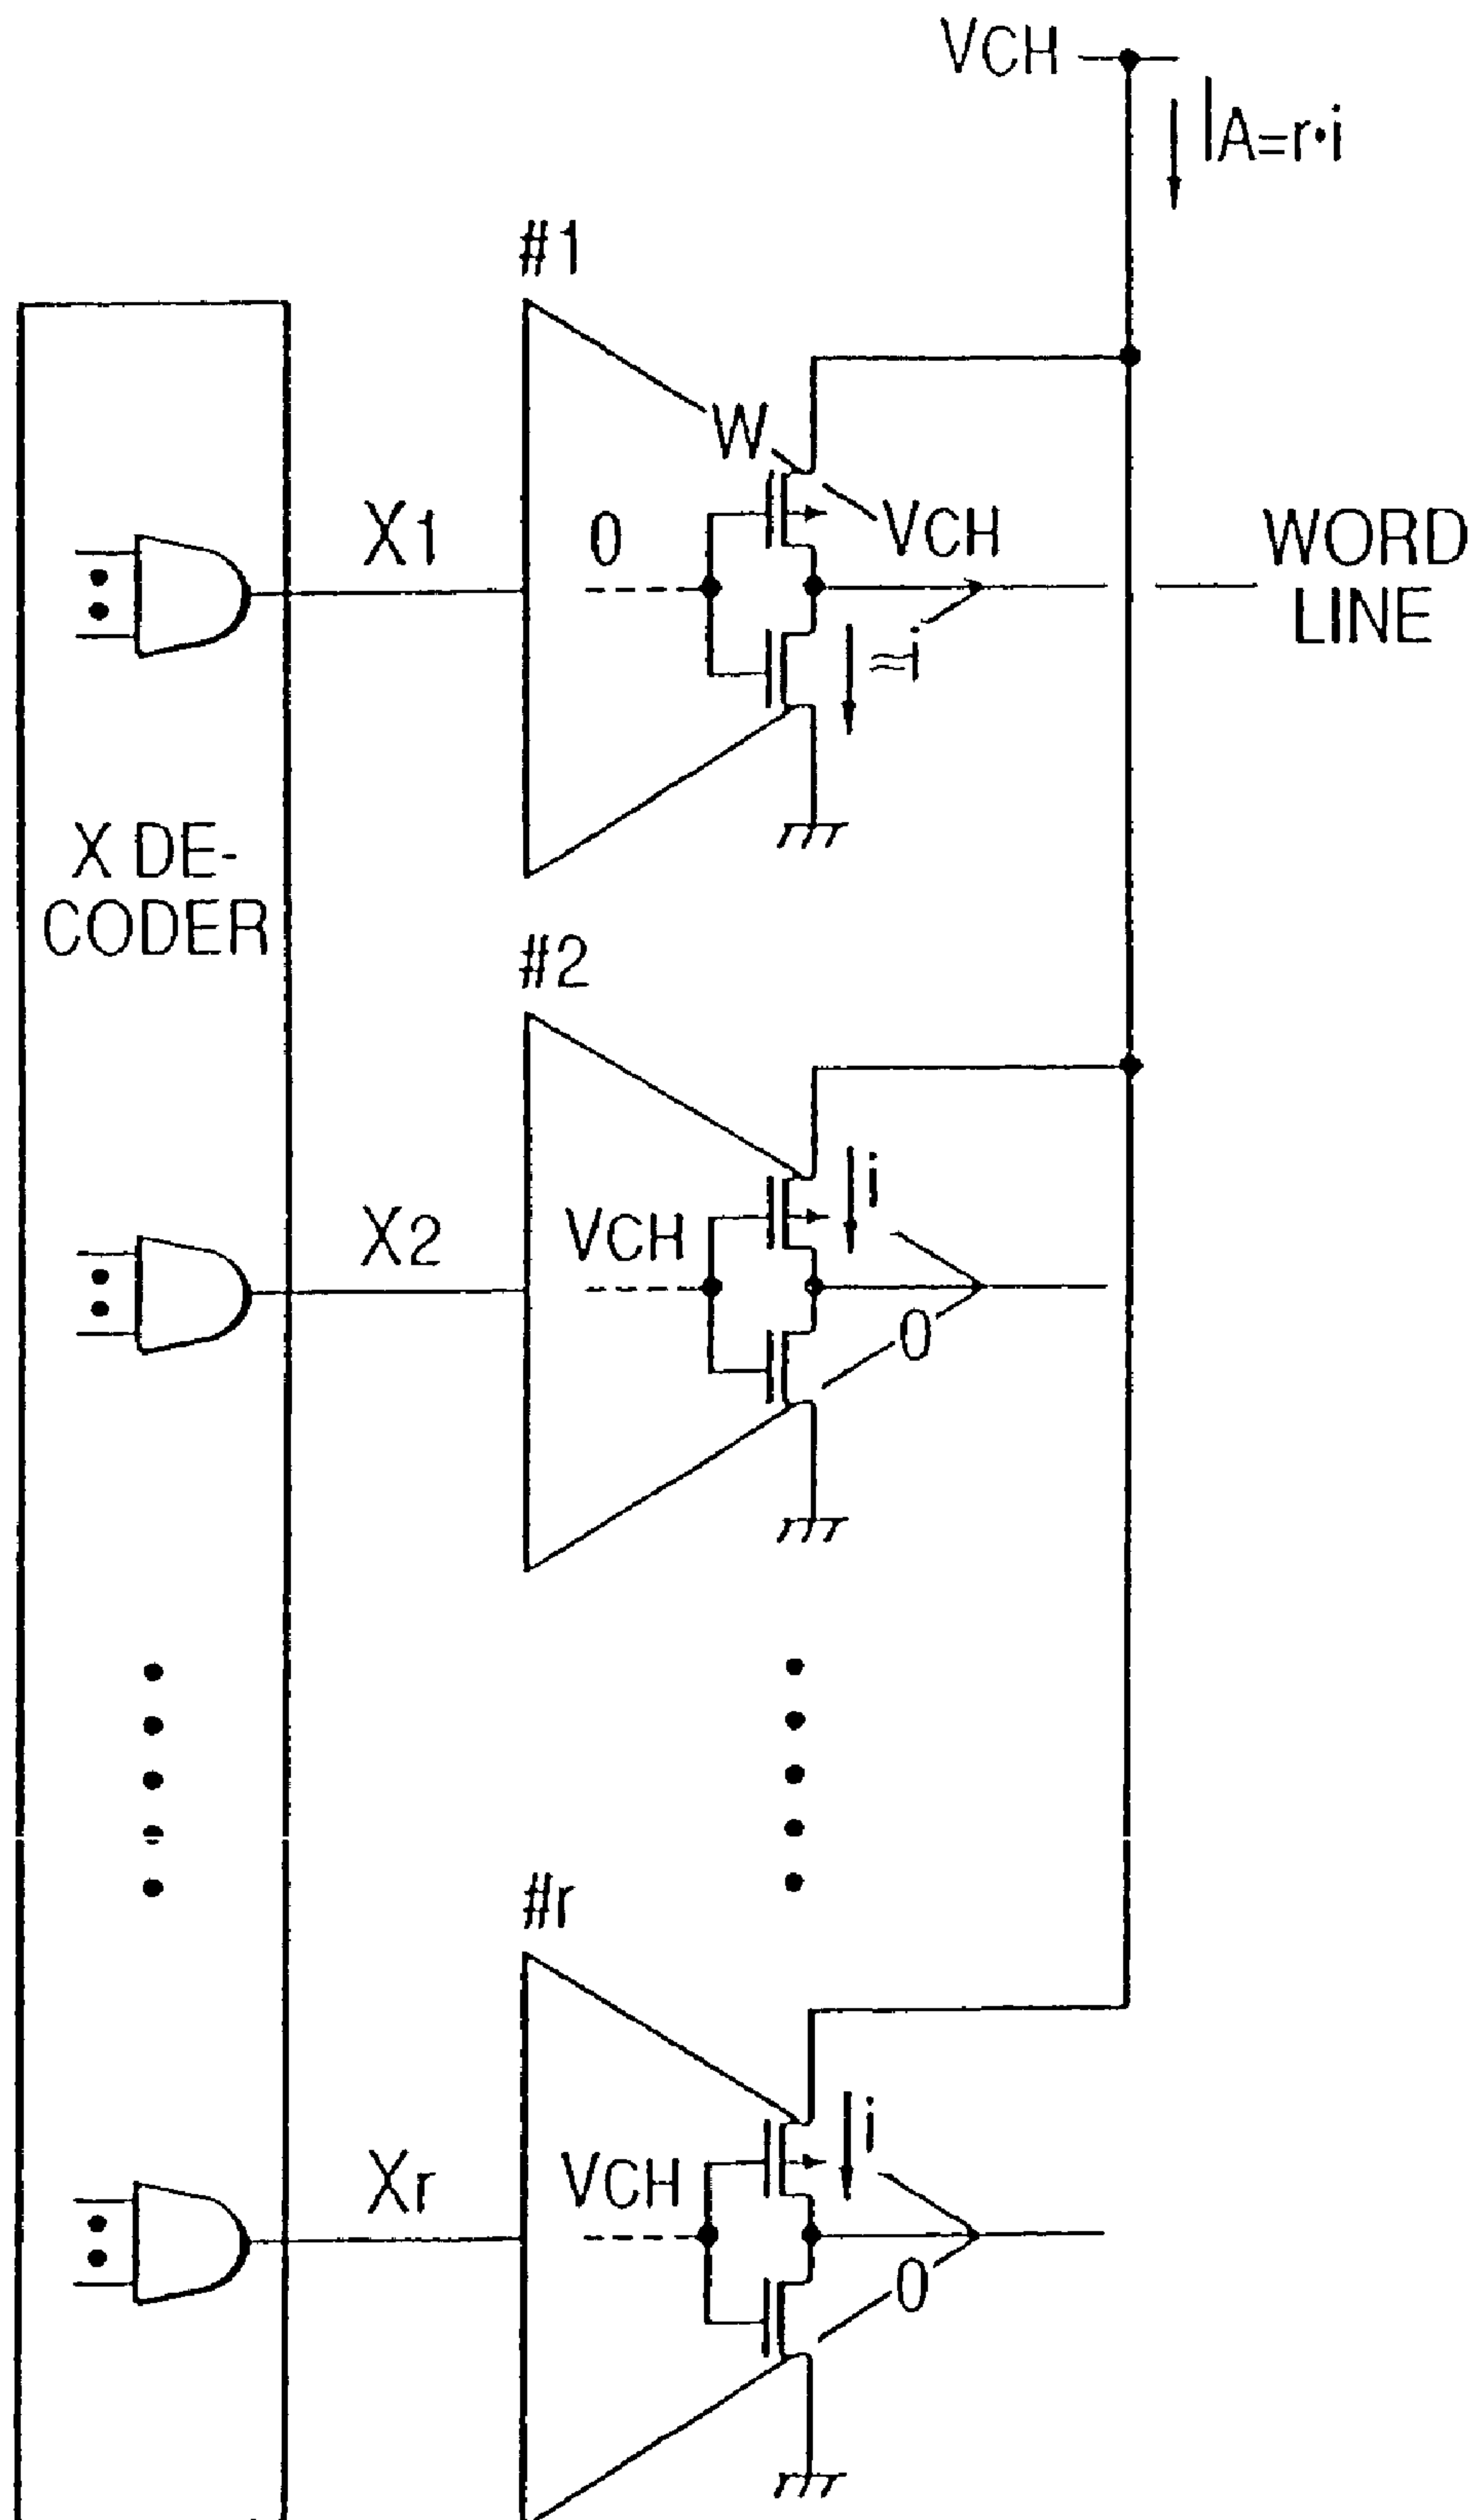 VCH
IA=r•i
#1
W
X1
0
VCH
WORD
LINE
≈i
X DE-
CODER
#2
i
X2
VCH
0
#r
i
Xr
VCH
0